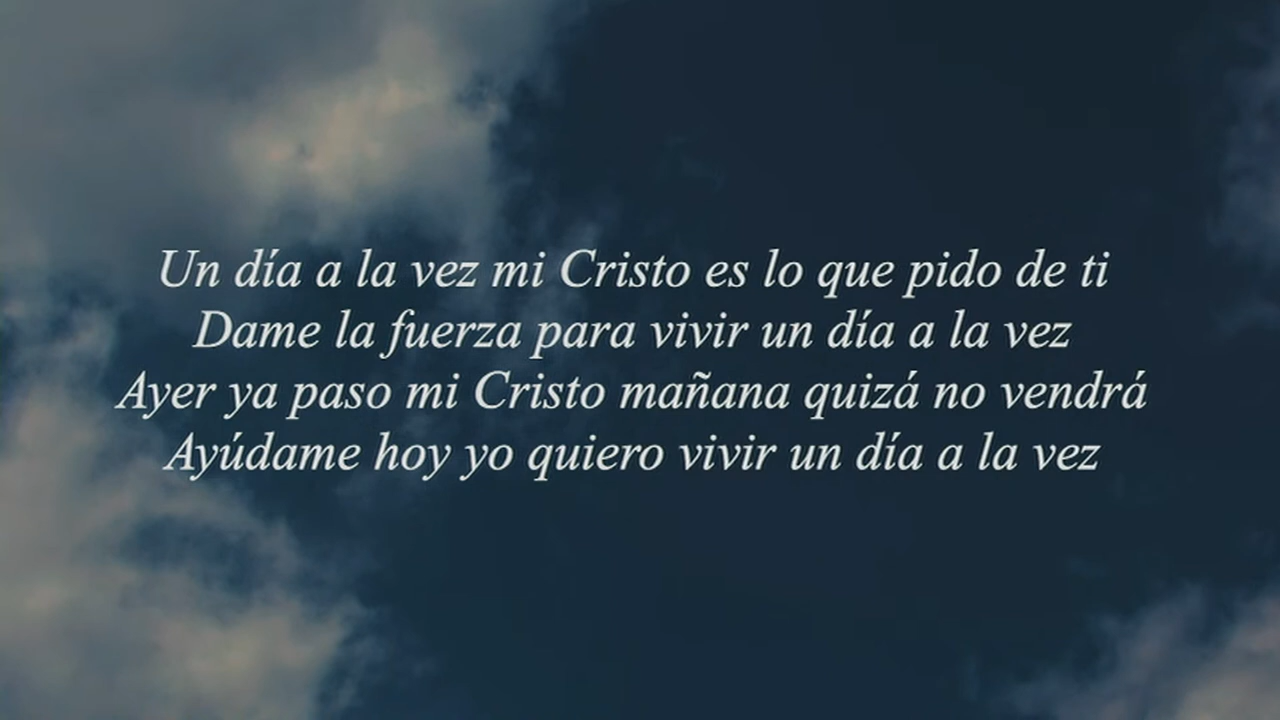 Un día a la vez mi Cristo es lo que pido de ti
Dame la fuerza para vivir un día a la vez
Ayer ya paso mi Cristo mañana quizá no vendrá
Ayúdame hoy yo quiero vivir un día a la vez